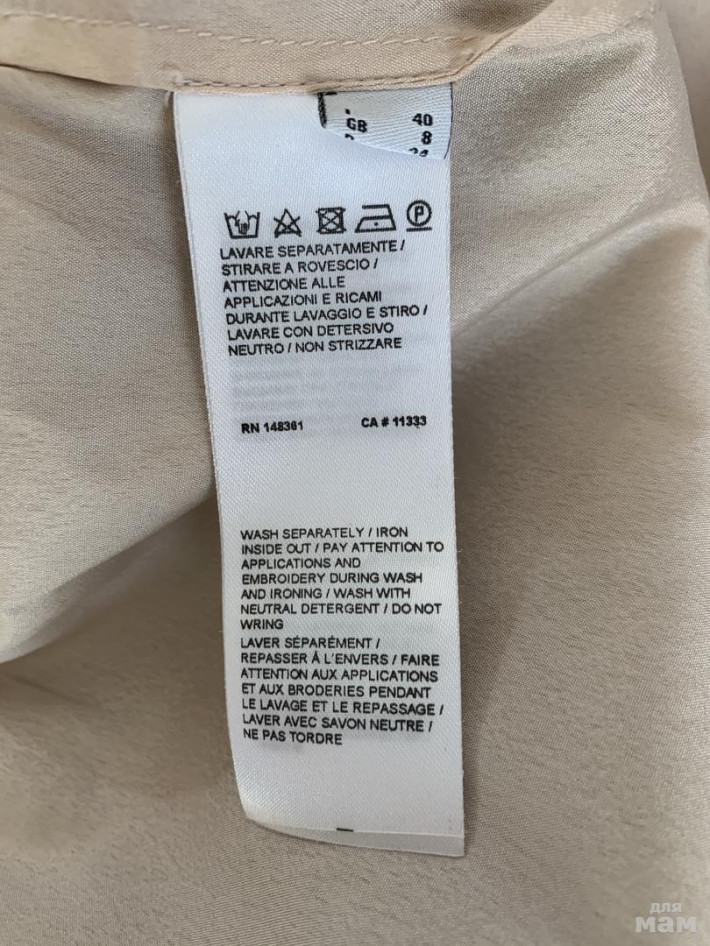 40
GB 8
P
LAVARE SEPARATAMENTE /
STIRARE A ROVESCIO /
ATTENZIONE ALLE
APPLICAZIONI E RICAMI
DURANTE LAVAGGIO E STIRO /
LAVARE CON DETERSIVO
NEUTRO / NON STRIZZARE
RN 148361 CA # 11333
WASH SEPARATELY / IRON
INSIDE OUT / PAY ATTENTION TO
APPLICATIONS AND
EMBROIDERY DURING WASH
AND IRONING / WASH WITH
NEUTRAL DETERGENT / DO NOT
WRING
LAVER SÉPARÉMENT /
REPASSER Á L'ENVERS / FAIRE
ATTENTION AUX APPLICATIONS
ET AUX BRODERIES PENDANT
LE LAVAGE ET LE REPASSAGE /
LAVER AVEC SAVON NEUTRE /
NE PAS TORDRE
для
мам